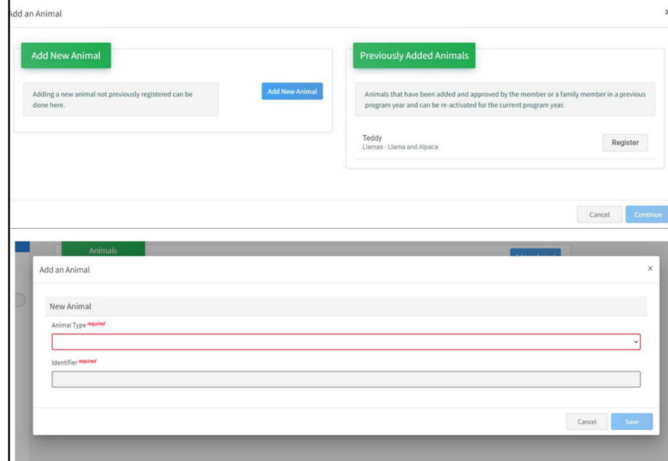 Add an Animal
×
Add New Animal
Adding a new animal not previously registered can be
done here.
Add New Animal
Previously Added Animals
Animals that have been added and approved by the member or a family member in a previous
program year and can be re-activated for the current program year.
Teddy
Llamas - Llama and Alpaca
Register
Cancel
Continue
Animals
Add an Animal
×
New Animal
Animal Type required
Identifier required
Cancel
Save